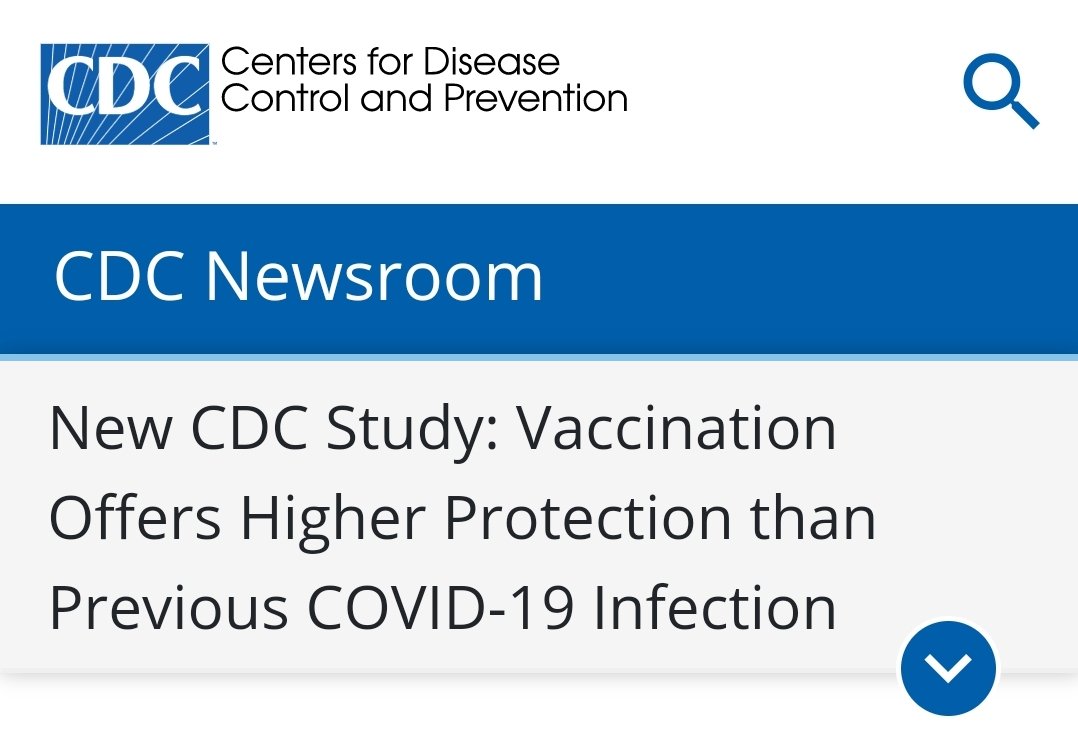 CDC
Centers for Disease
Control and Prevention
CDC Newsroom
New CDC Study: Vaccination
Offers Higher Protection than
Previous COVID-19 Infection